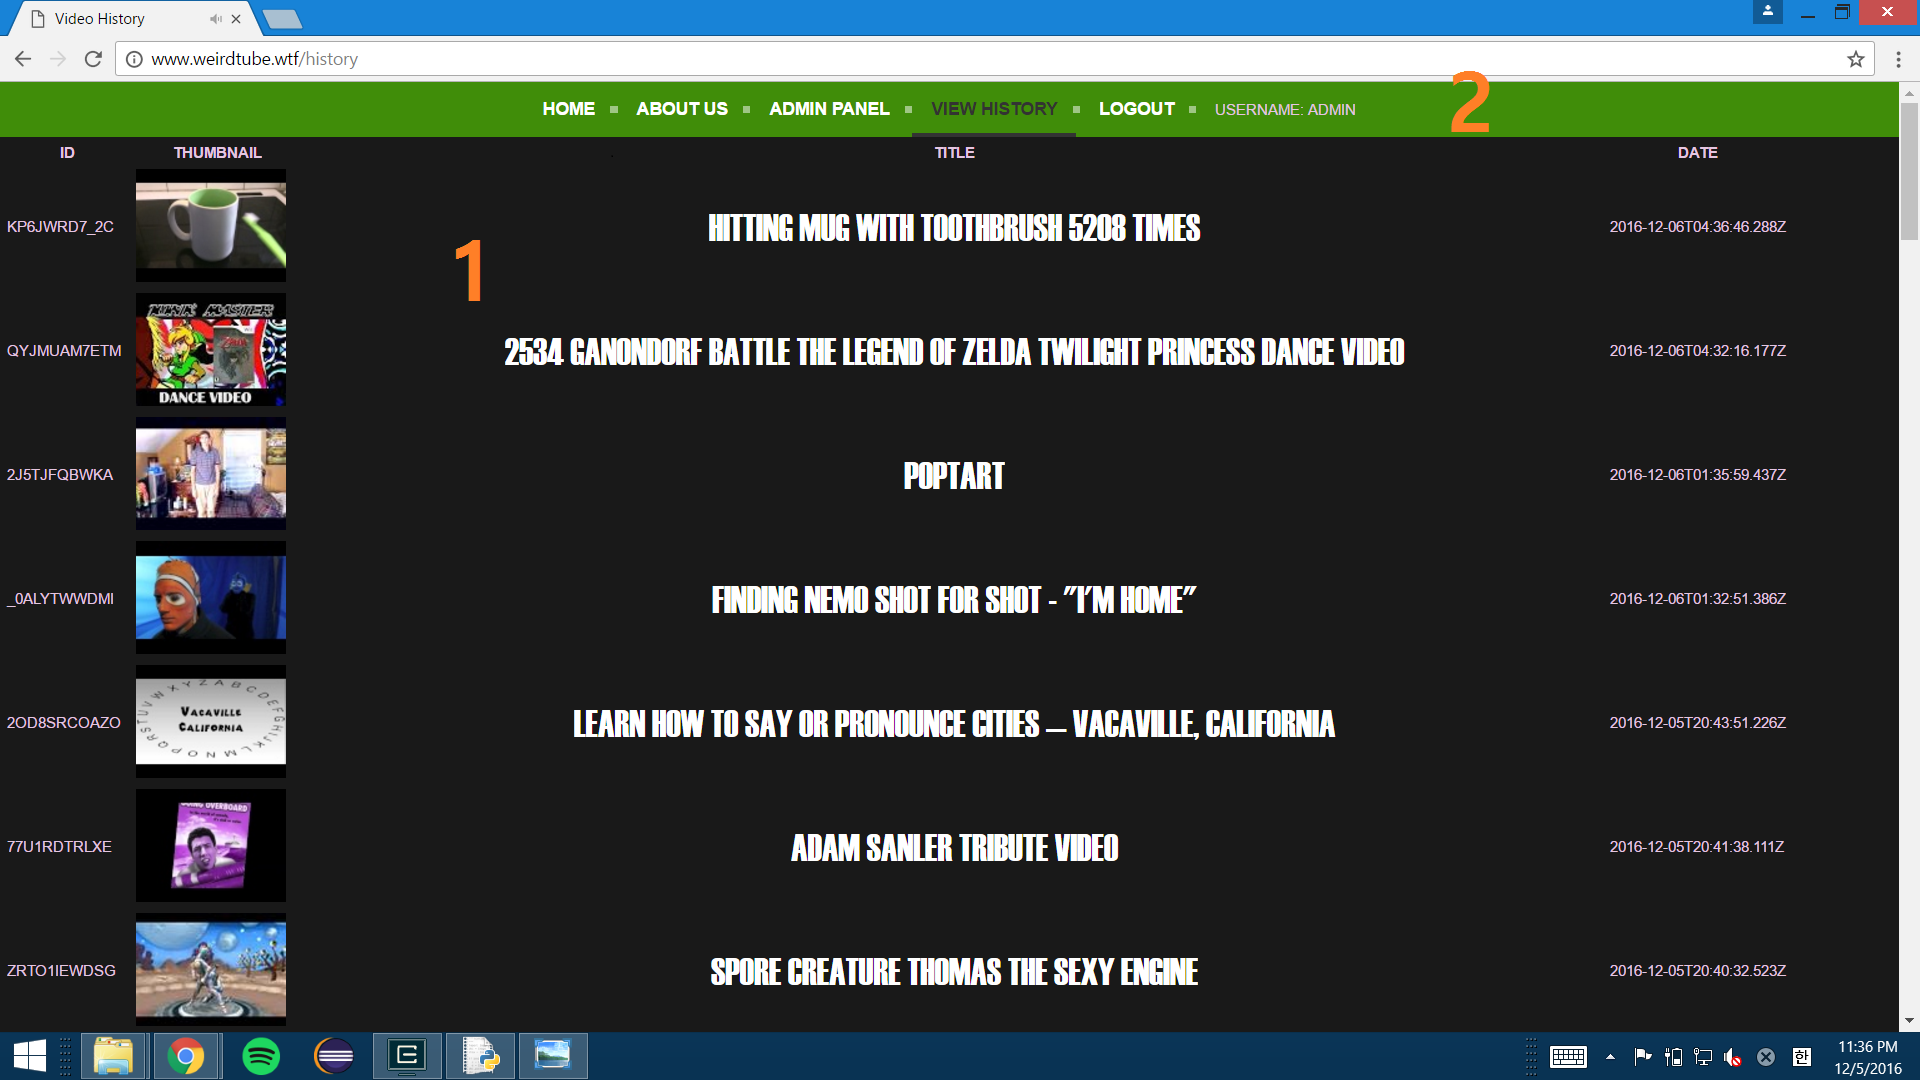 Video History
www.weirdtube.wtf/history
HOME ABOUT US ADMIN PANEL VIEW HISTORY LOGOUT USERNAME: ADMIN
2
ID THUMBNAIL TITLE DATE
KP6JWRD7_2C HITTING MUG WITH TOOTHBRUSH 5208 TIMES 2016-12-06T04:36:46.288Z
1
QYJMUAM7ETM 2534 GANONDORF BATTLE THE LEGEND OF ZELDA TWILIGHT PRINCESS DANCE VIDEO 2016-12-06T04:32:16.177Z
DANCE VIDEO
2J5TJFQBWKA POPTART 2016-12-06T01:35:59.437Z
_0ALYTWWDMI FINDING NEMO SHOT FOR SHOT - "I'M HOME" 2016-12-06T01:32:51.386Z
2OD8SRCOAZO LEARN HOW TO SAY OR PRONOUNCE CITIES — VACAVILLE, CALIFORNIA 2016-12-05T20:43:51.226Z
VACAVILLE
CALIFORNIA
77U1RDTRLXE ADAM SANLER TRIBUTE VIDEO 2016-12-05T20:41:38.111Z
GOING OVERBOARD
ZRTO1IEWDSG SPORE CREATURE THOMAS THE SEXY ENGINE 2016-12-05T20:40:32.523Z
한
11:36 PM
12/5/2016